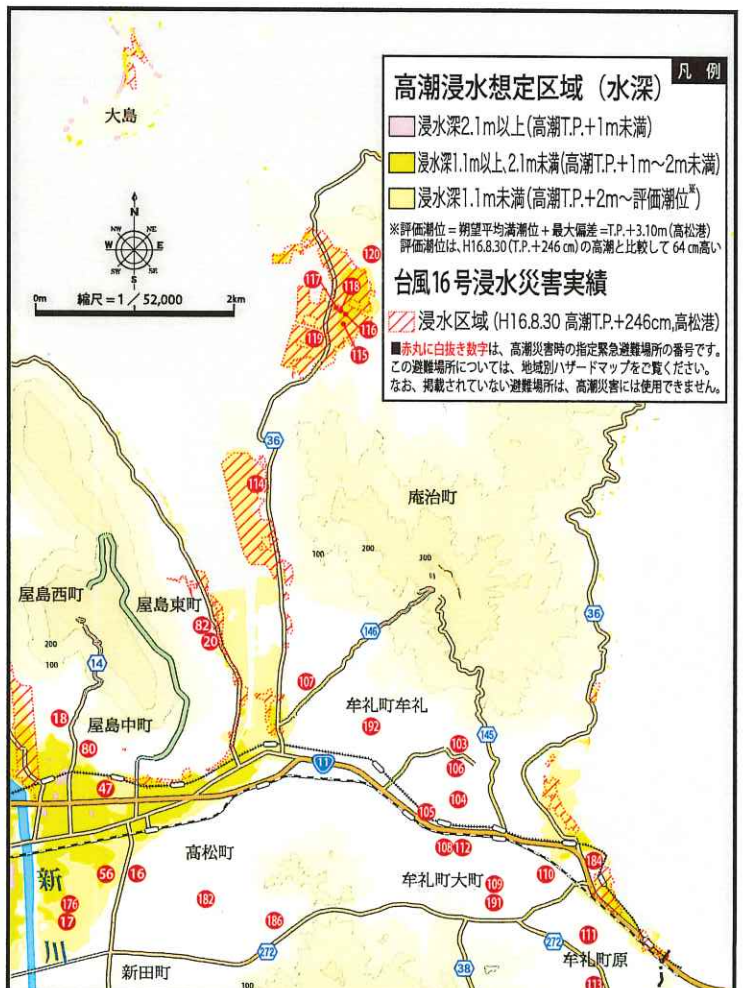 凡 例
高潮浸水想定区域（水深）
浸水深2.1m以上(高潮T.P.+1m未満)
浸水深1.1m以上、2.1m未満(高潮T.P.+1m～2m未満)
浸水深1.1m未満(高潮T.P.+2m～評価潮位※)
※評価潮位 = 朔望平均満潮位 + 最大偏差 =T.P.+3.10m(高松港)
評価潮位は、H16.8.30(T.P.+246 cm)の高潮と比較して 64 cm高い
台風16号浸水災害実績
浸水区域 (H16.8.30 高潮T.P.+246cm,高松港)
■赤丸に白抜き数字は、高潮災害時の指定緊急避難場所の番号です。
この避難場所については、地域別ハザードマップをご覧ください。
なお、掲載されていない避難場所は、高潮災害には使用できません。
大島
N
NW
NE
W
E
SW
SE
S
0m
縮尺＝1／52,000
2km
120
117
118
116
119
115
36
114
庵治町
100
200
300
屋島西町
屋島東町
82
20
146
36
200
100
14
107
牟礼町牟礼
18
屋島中町
192
145
80
103
106
11
47
104
105
高松町
108
112
184
新川
56
16
牟礼町大町
110
109
176
182
191
17
186
111
272
272
牟礼町原
新田町
38
100
113